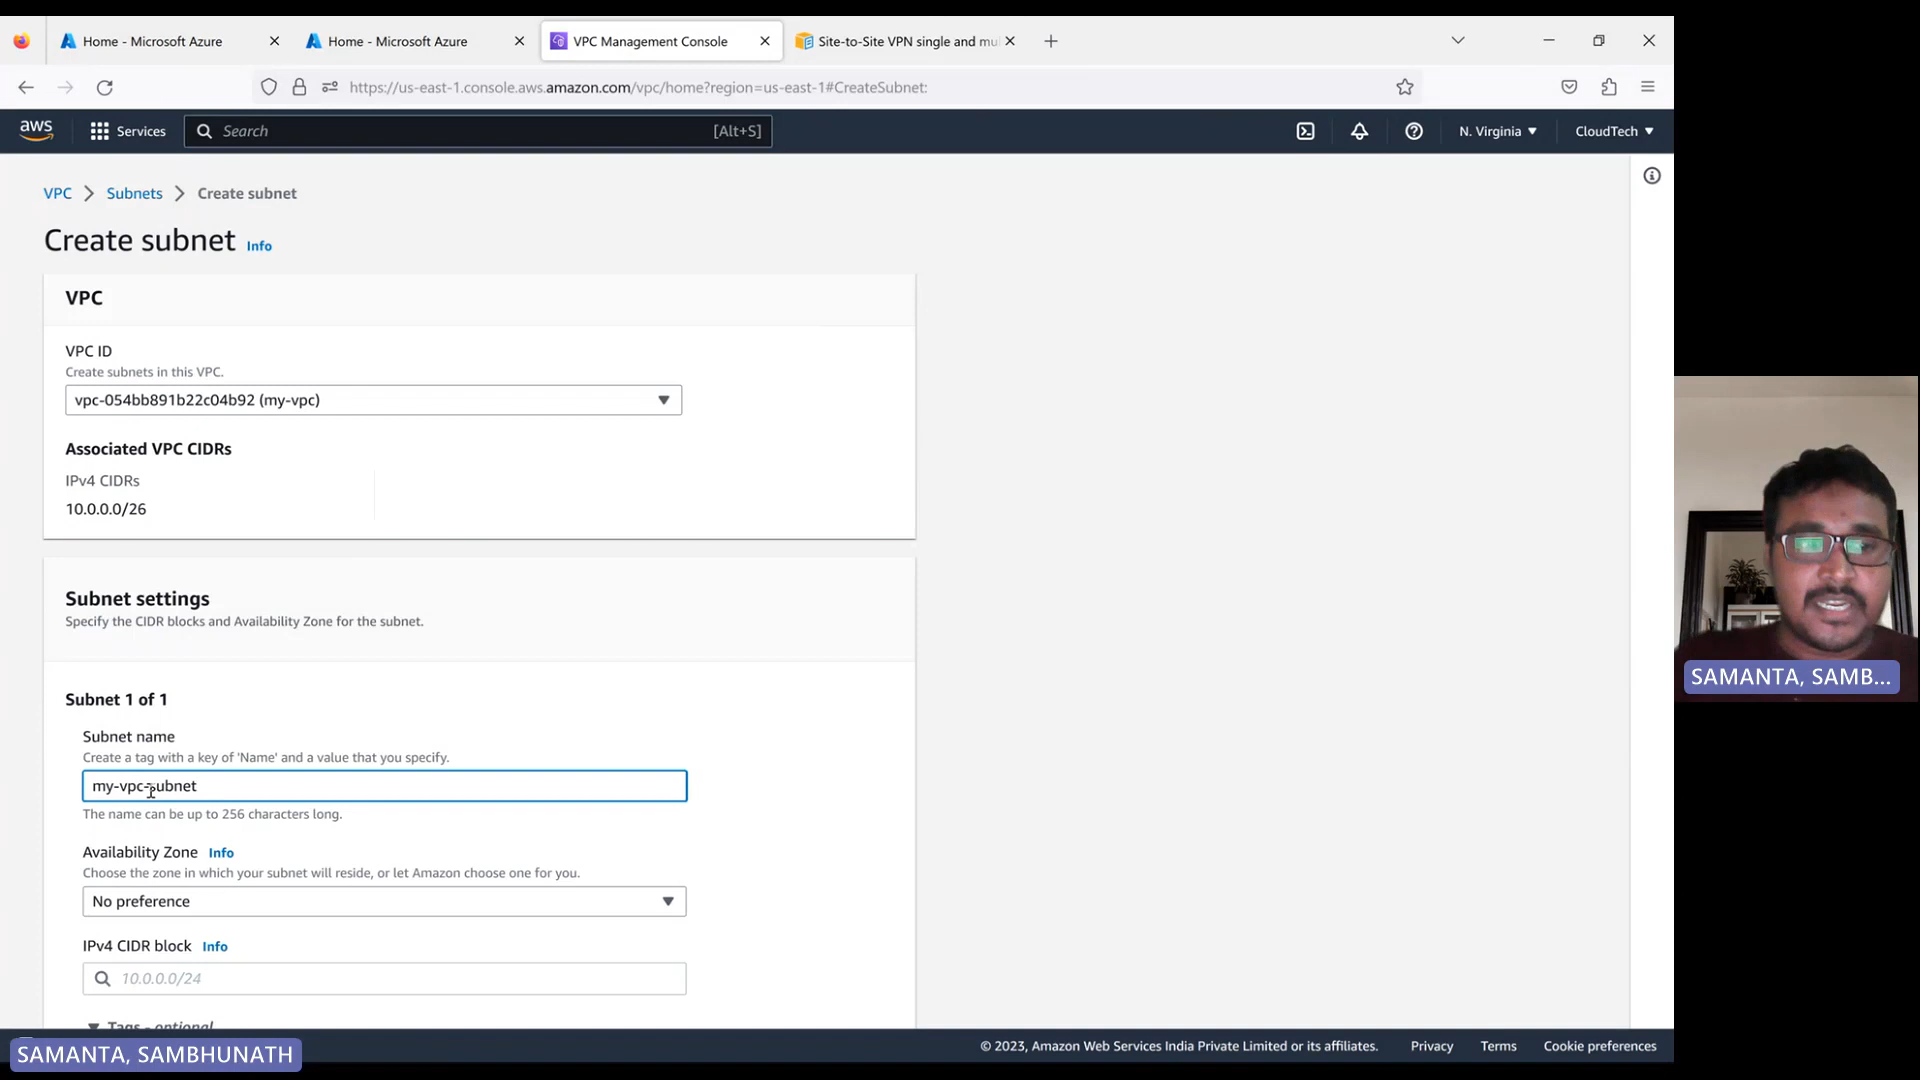 Home - Microsoft Azure
Home - Microsoft Azure
VPC Management Console
Site-to-Site VPN single and mul
https://us-east-1.console.aws.amazon.com/vpc/home?region=us-east-1#CreateSubnet:
aws
Services
Search
[Alt+S]
N. Virginia
CloudTech
VPC
Subnets
Create subnet
Create subnet Info
VPC
VPC ID
Create subnets in this VPC.
vpc-054bb891b22c04b92 (my-vpc)
Associated VPC CIDRs
IPv4 CIDRs
10.0.0.0/26
Subnet settings
Specify the CIDR blocks and Availability Zone for the subnet.
Subnet 1 of 1
Subnet name
Create a tag with a key of 'Name' and a value that you specify.
my-vpc-subnet
The name can be up to 256 characters long.
Availability Zone Info
Choose the zone in which your subnet will reside, or let Amazon choose one for you.
No preference
IPv4 CIDR block Info
10.0.0.0/24
Tags - optional
© 2023, Amazon Web Services India Private Limited or its affiliates.
Privacy
Terms
Cookie preferences
SAMANTA, SAMBHUNATH
SAMANTA, SAMB...